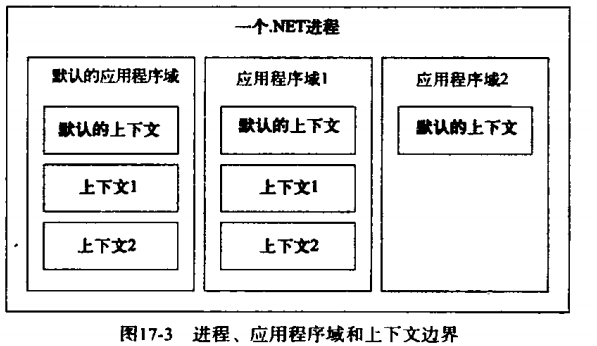 一个.NET进程
默认的应用程序域
默认的上下文
上下文1
上下文2
应用程序域1
默认的上下文
上下文1
上下文2
应用程序域2
默认的上下文
图17-3 进程、应用程序域和上下文边界